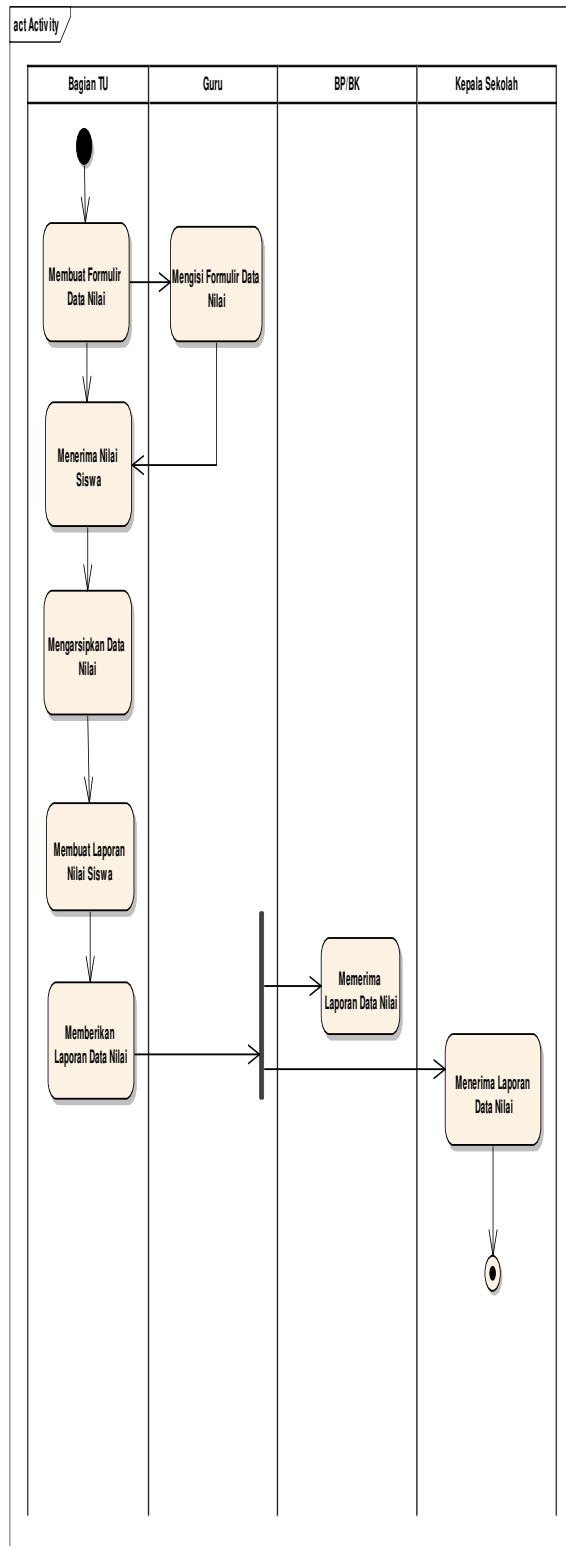 act Activity
Bagian TU
Guru
BP/BK
Kepala Sekolah
Membuat Formulir
Data Nilai
Mengisi Formulir Data
Nilai
Menerima Nilai
Siswa
Mengarsipkan Data
Nilai
Membuat Laporan
Nilai Siswa
Memberikan
Laporan Data Nilai
Memerima
Laporan Data Nilai
Menerima Laporan
Data Nilai